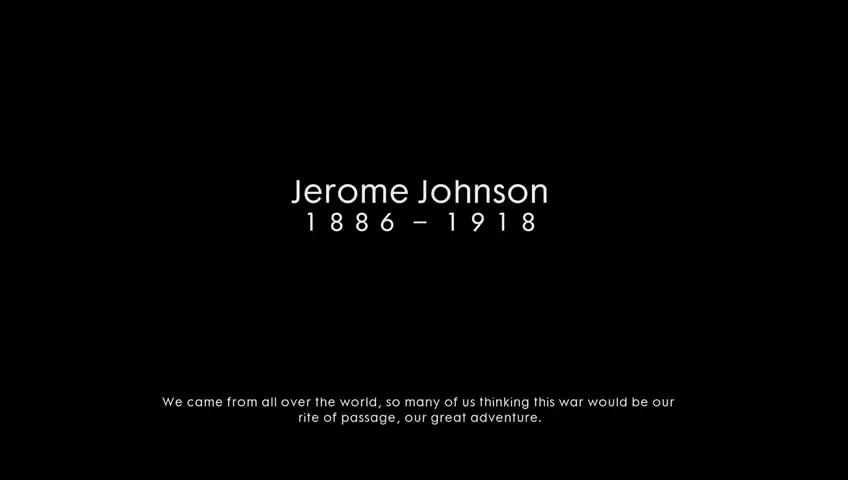 Jerome Johnson
1886 – 1918
We came from all over the world, so many of us thinking this war would be our
rite of passage, our great adventure.